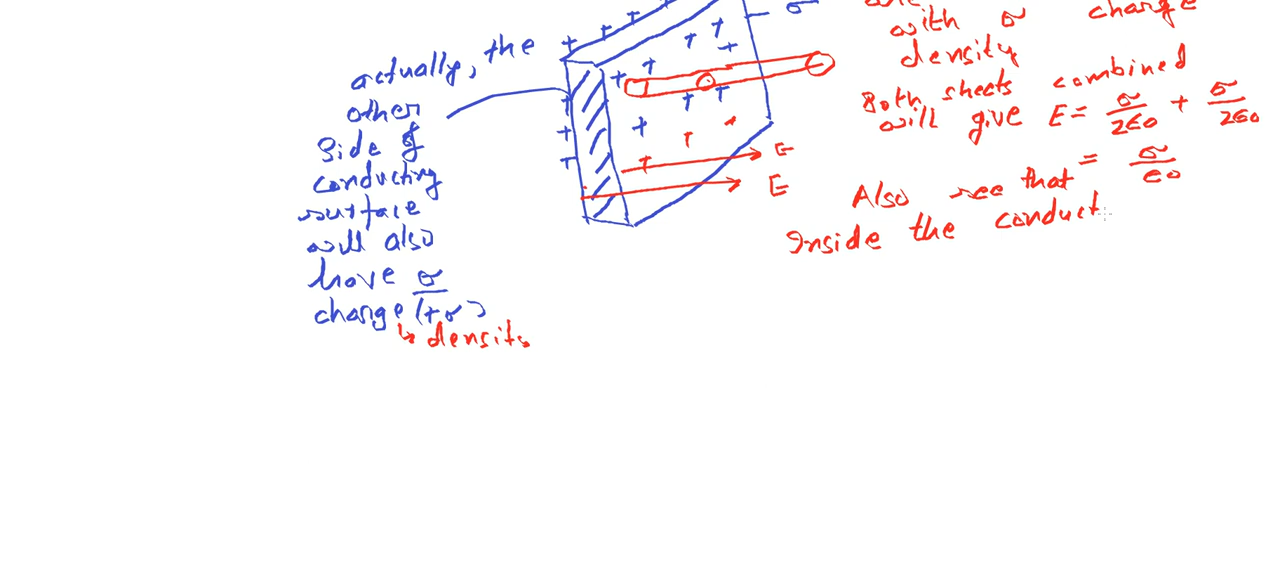 actually, the
other
side of
conducting
surface
will also
have σ
charge (+σ)
↳ density
σ
E
E
with σ charge
density
Both sheets combined
will give E = σ/2ε0 + σ/2ε0
= σ/ε0
Also see that
Inside the conduct